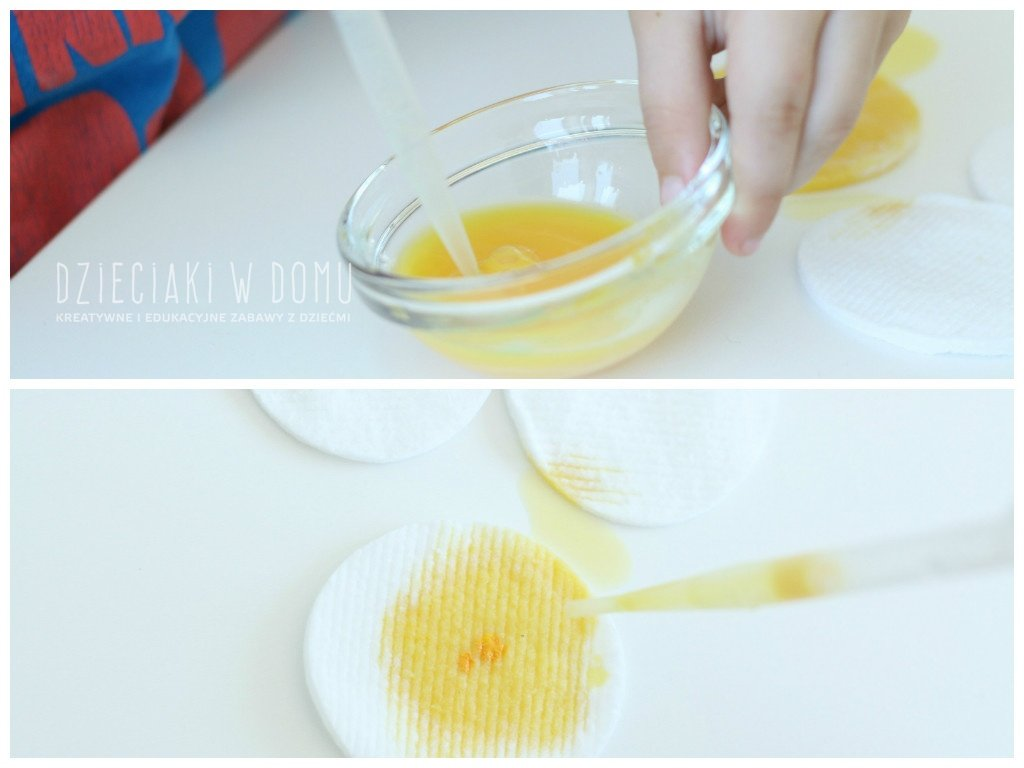 DZIECIAKI W DOMU
KREATYWNE I EDUKACYJNE ZABAWY Z DZIEĆMI